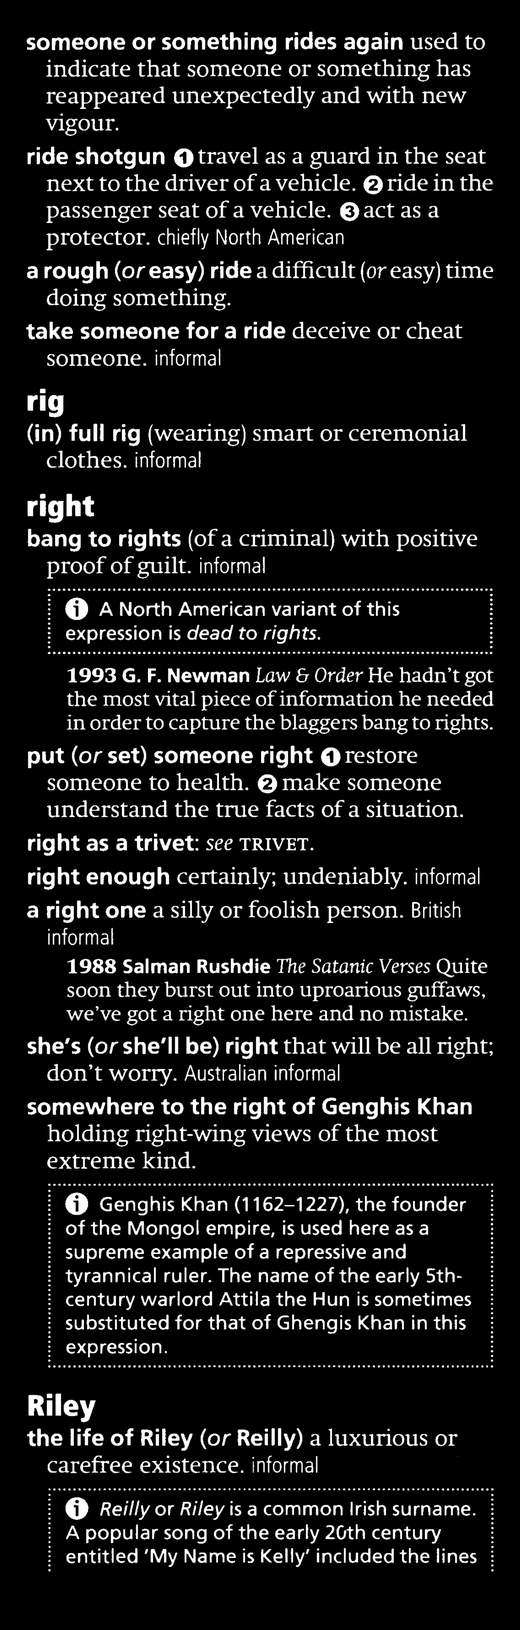 someone or something rides again used to
indicate that someone or something has
reappeared unexpectedly and with new
vigour.
ride shotgun ❶ travel as a guard in the seat
next to the driver of a vehicle. ❷ ride in the
passenger seat of a vehicle. ❸ act as a
protector. chiefly North American
a rough (or easy) ride a difficult (or easy) time
doing something.
take someone for a ride deceive or cheat
someone. informal
rig
(in) full rig (wearing) smart or ceremonial
clothes. informal
right
bang to rights (of a criminal) with positive
proof of guilt. informal
ⓘ A North American variant of this
expression is dead to rights.
1993 G. F. Newman Law & Order He hadn't got
the most vital piece of information he needed
in order to capture the blaggers bang to rights.
put (or set) someone right ❶ restore
someone to health. ❷ make someone
understand the true facts of a situation.
right as a trivet: see TRIVET.
right enough certainly; undeniably. informal
a right one a silly or foolish person. British
informal
1988 Salman Rushdie The Satanic Verses Quite
soon they burst out into uproarious guffaws,
we've got a right one here and no mistake.
she's (or she'll be) right that will be all right;
don't worry. Australian informal
somewhere to the right of Genghis Khan
holding right-wing views of the most
extreme kind.
ⓘ Genghis Khan (1162–1227), the founder
of the Mongol empire, is used here as a
supreme example of a repressive and
tyrannical ruler. The name of the early 5th-
century warlord Attila the Hun is sometimes
substituted for that of Ghengis Khan in this
expression.
Riley
the life of Riley (or Reilly) a luxurious or
carefree existence. informal
ⓘ Reilly or Riley is a common Irish surname.
A popular song of the early 20th century
entitled 'My Name is Kelly' included the lines